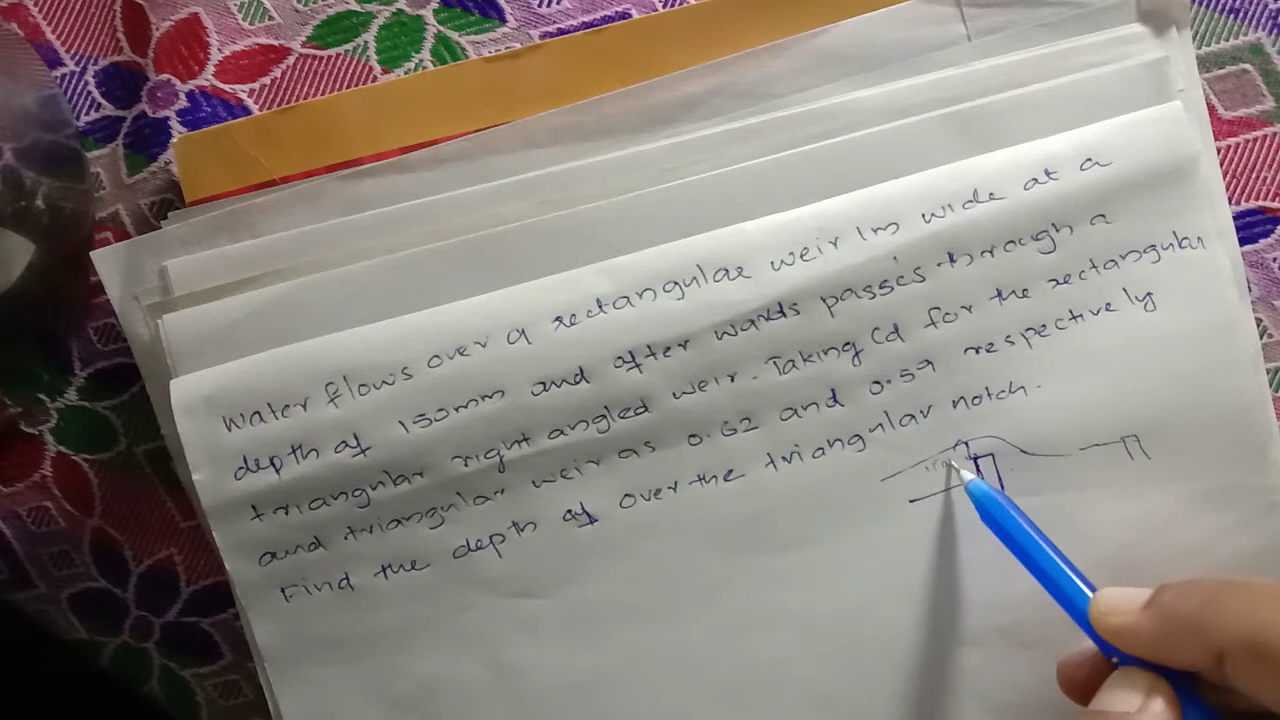 Water flows over a rectangular weir 1m wide at a
depth of 150mm and after wards passes through a
triangular right angled weir. Taking Cd for the rectangular
and triangular weir as 0.62 and 0.59 respectively
Find the depth of over the triangular notch.